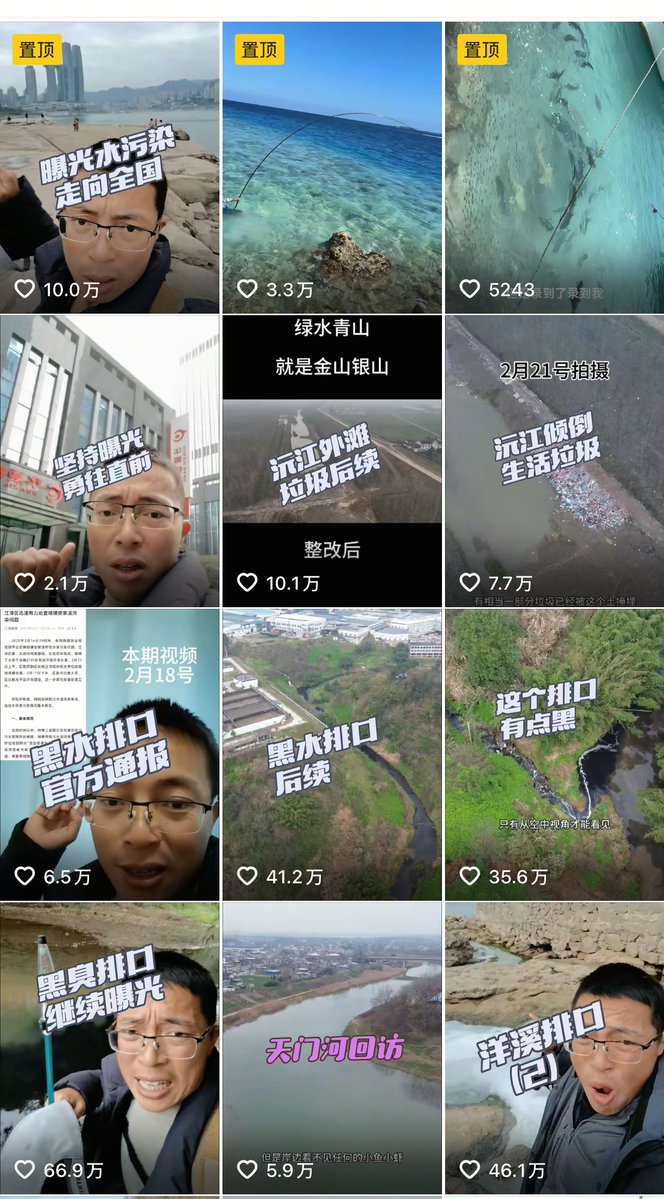 置顶
曝光水污染
走向全国
10.0万
置顶
3.3万
置顶
录到了录到我
5243
坚持曝光
勇往直前
2.1万
绿水青山
就是金山银山
沅江外滩
垃圾后续
整改后
10.1万
2月21号拍摄
沅江倾倒
生活垃圾
7.7万
有相当一部分垃圾已经被这个土掩埋
本期视频
2月18号
黑水排口
官方通报
6.5万
黑水排口
后续
41.2万
这个排口
有点黑
只有从空中视角才能看见
35.6万
黑臭排口
继续曝光
66.9万
天门河回访
但是岸边看不见任何的小鱼小虾
5.9万
洋溪排口
(2)
46.1万